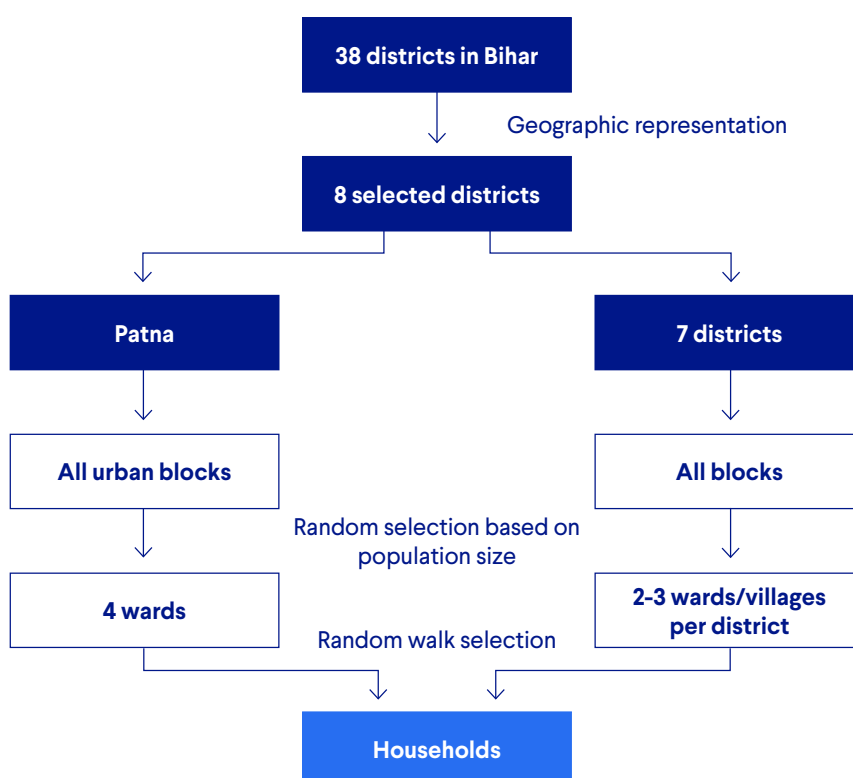 38 districts in Bihar
Geographic representation
8 selected districts
Patna
7 districts
All urban blocks
All blocks
Random selection based on
population size
4 wards
2-3 wards/villages
per district
Random walk selection
Households